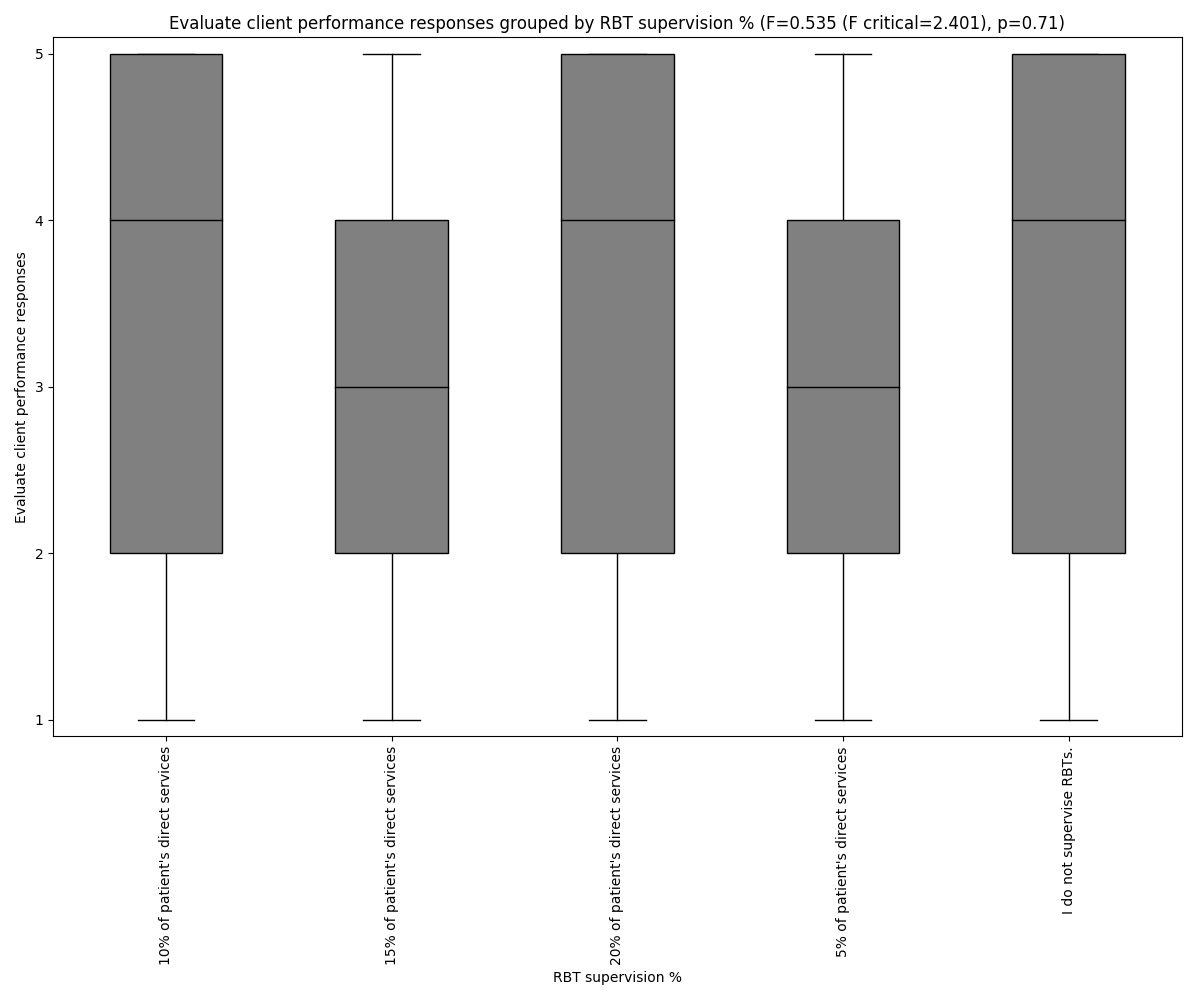 Evaluate client performance responses grouped by RBT supervision % (F=0.535 (F critical=2.401), p=0.71)
Evaluate client performance responses
5
4
3
2
1
10% of patient's direct services
15% of patient's direct services
20% of patient's direct services
5% of patient's direct services
I do not supervise RBTs.
RBT supervision %